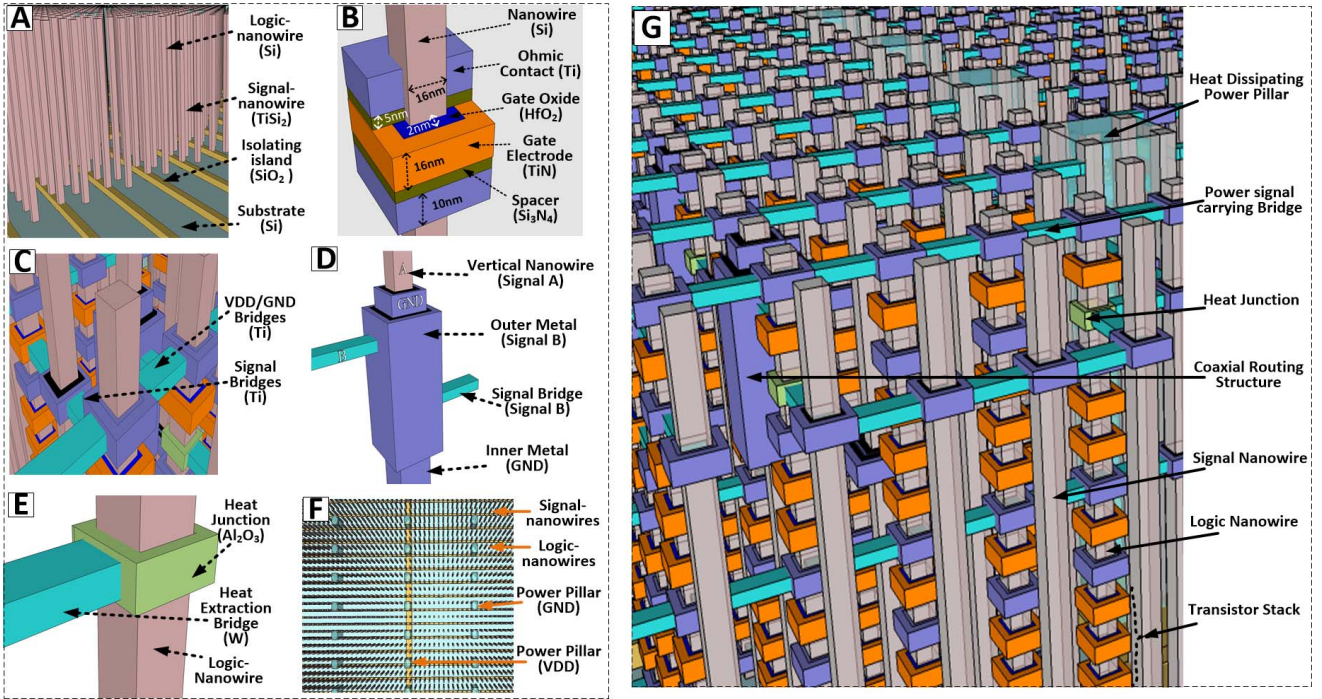 A
Logic-
nanowire
(Si)
Signal-
nanowire
(TiSi2)
Isolating
island
(SiO2 )
Substrate
(Si)
B
Nanowire
(Si)
Ohmic
Contact (Ti)
Gate Oxide
(HfO2)
Gate
Electrode
(TiN)
Spacer
(Si3N4)
16nm
5nm
2nm
16nm
10nm
C
VDD/GND
Bridges
(Ti)
Signal
Bridges
(Ti)
D
A
GND
B
Vertical Nanowire
(Signal A)
Outer Metal
(Signal B)
Signal Bridge
(Signal B)
Inner Metal
(GND)
E
Heat
Junction
(Al2O3)
Heat
Extraction
Bridge
(W)
Logic-
Nanowire
F
Signal-
nanowires
Logic-
nanowires
Power Pillar
(GND)
Power Pillar
(VDD)
G
Heat Dissipating
Power Pillar
Power signal
carrying Bridge
Heat Junction
Coaxial Routing
Structure
Signal Nanowire
Logic Nanowire
Transistor Stack